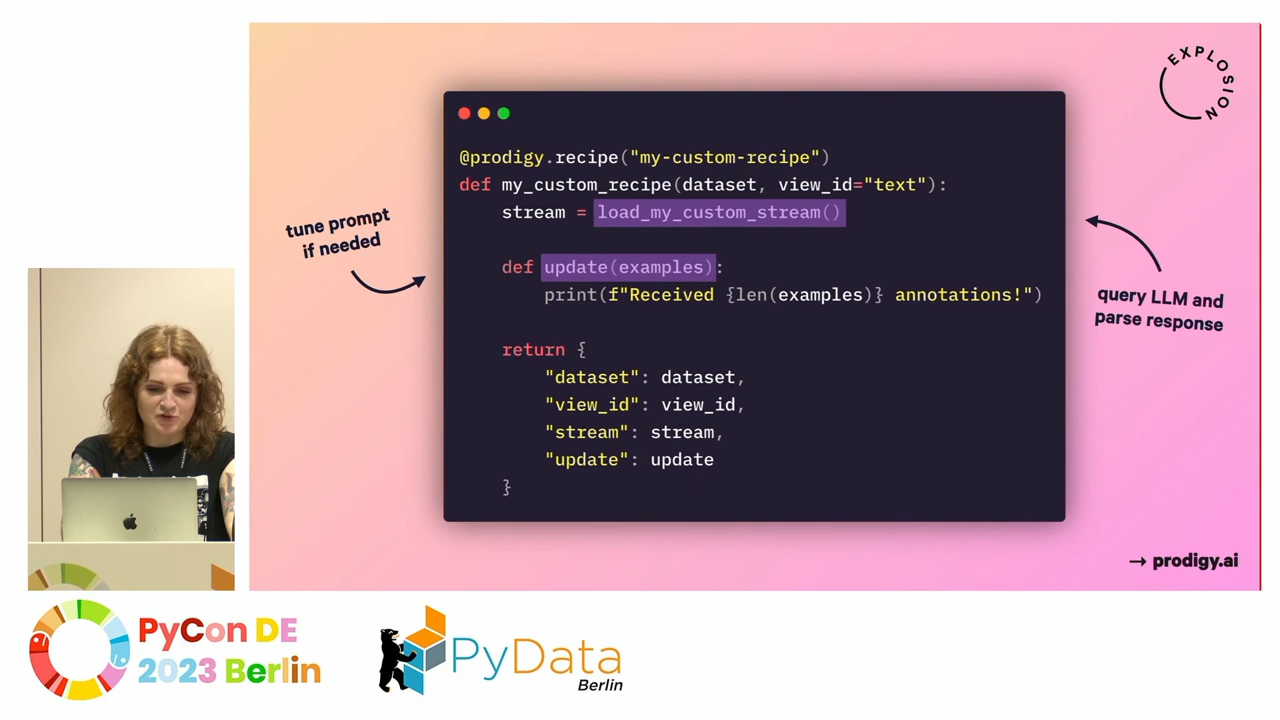 EXPLOSION
@prodigy.recipe("my-custom-recipe")
def my_custom_recipe(dataset, view_id="text"):
    stream = load_my_custom_stream()
    def update(examples):
        print(f"Received {len(examples)} annotations!")
    return {
        "dataset": dataset,
        "view_id": view_id,
        "stream": stream,
        "update": update
    }
tune prompt
if needed
query LLM and
parse response
→ prodigy.ai
PyCon DE
2023 Berlin
PyData
Berlin